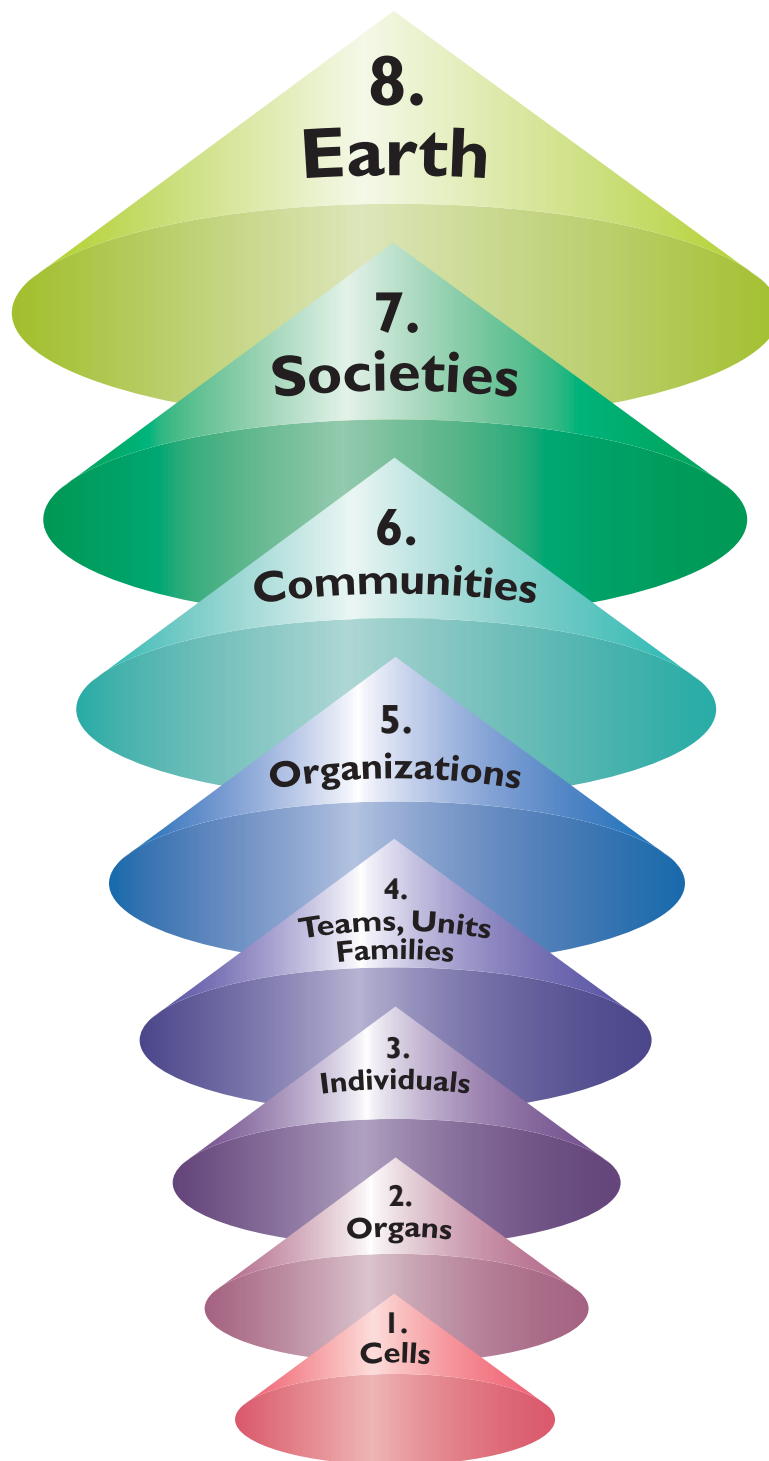 8.
Earth
7.
Societies
6.
Communities
5.
Organizations
4.
Teams, Units
Families
3.
Individuals
2.
Organs
1.
Cells